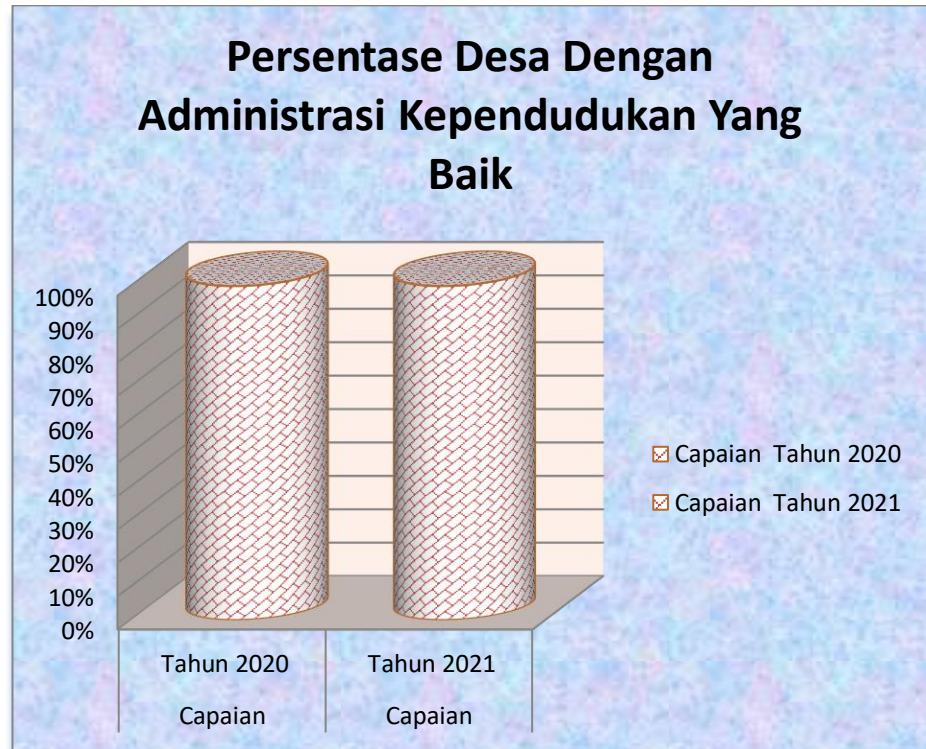 Persentase Desa Dengan
Administrasi Kependudukan Yang
Baik
100%
90%
80%
70%
60%
50%
40%
30%
20%
10%
0%
Tahun 2020
Tahun 2021
Capaian
Capaian
Capaian Tahun 2020
Capaian Tahun 2021